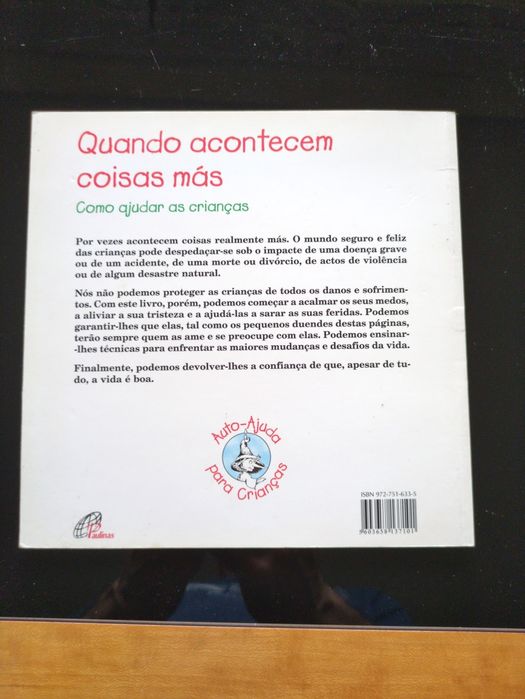 Quando acontecem
coisas más
Como ajudar as crianças
Por vezes acontecem coisas realmente más. O mundo seguro e feliz
das crianças pode despedaçar-se sob o impacte de uma doença grave
ou de um acidente, de uma morte ou divórcio, de actos de violência
ou de algum desastre natural.
Nós não podemos proteger as crianças de todos os danos e sofrimen-
tos. Com este livro, porém, podemos começar a acalmar os seus medos,
a aliviar a sua tristeza e a ajudá-las a sarar as suas feridas. Podemos
garantir-lhes que elas, tal como os pequenos duendes destas páginas,
terão sempre quem as ame e se preocupe com elas. Podemos ensinar-
-lhes técnicas para enfrentar as maiores mudanças e desafios da vida.
Finalmente, podemos devolver-lhes a confiança de que, apesar de tu-
do, a vida é boa.
Auto-Ajuda
para Crianças
ISBN 972-751-633-5
Paulinas
5603658137101